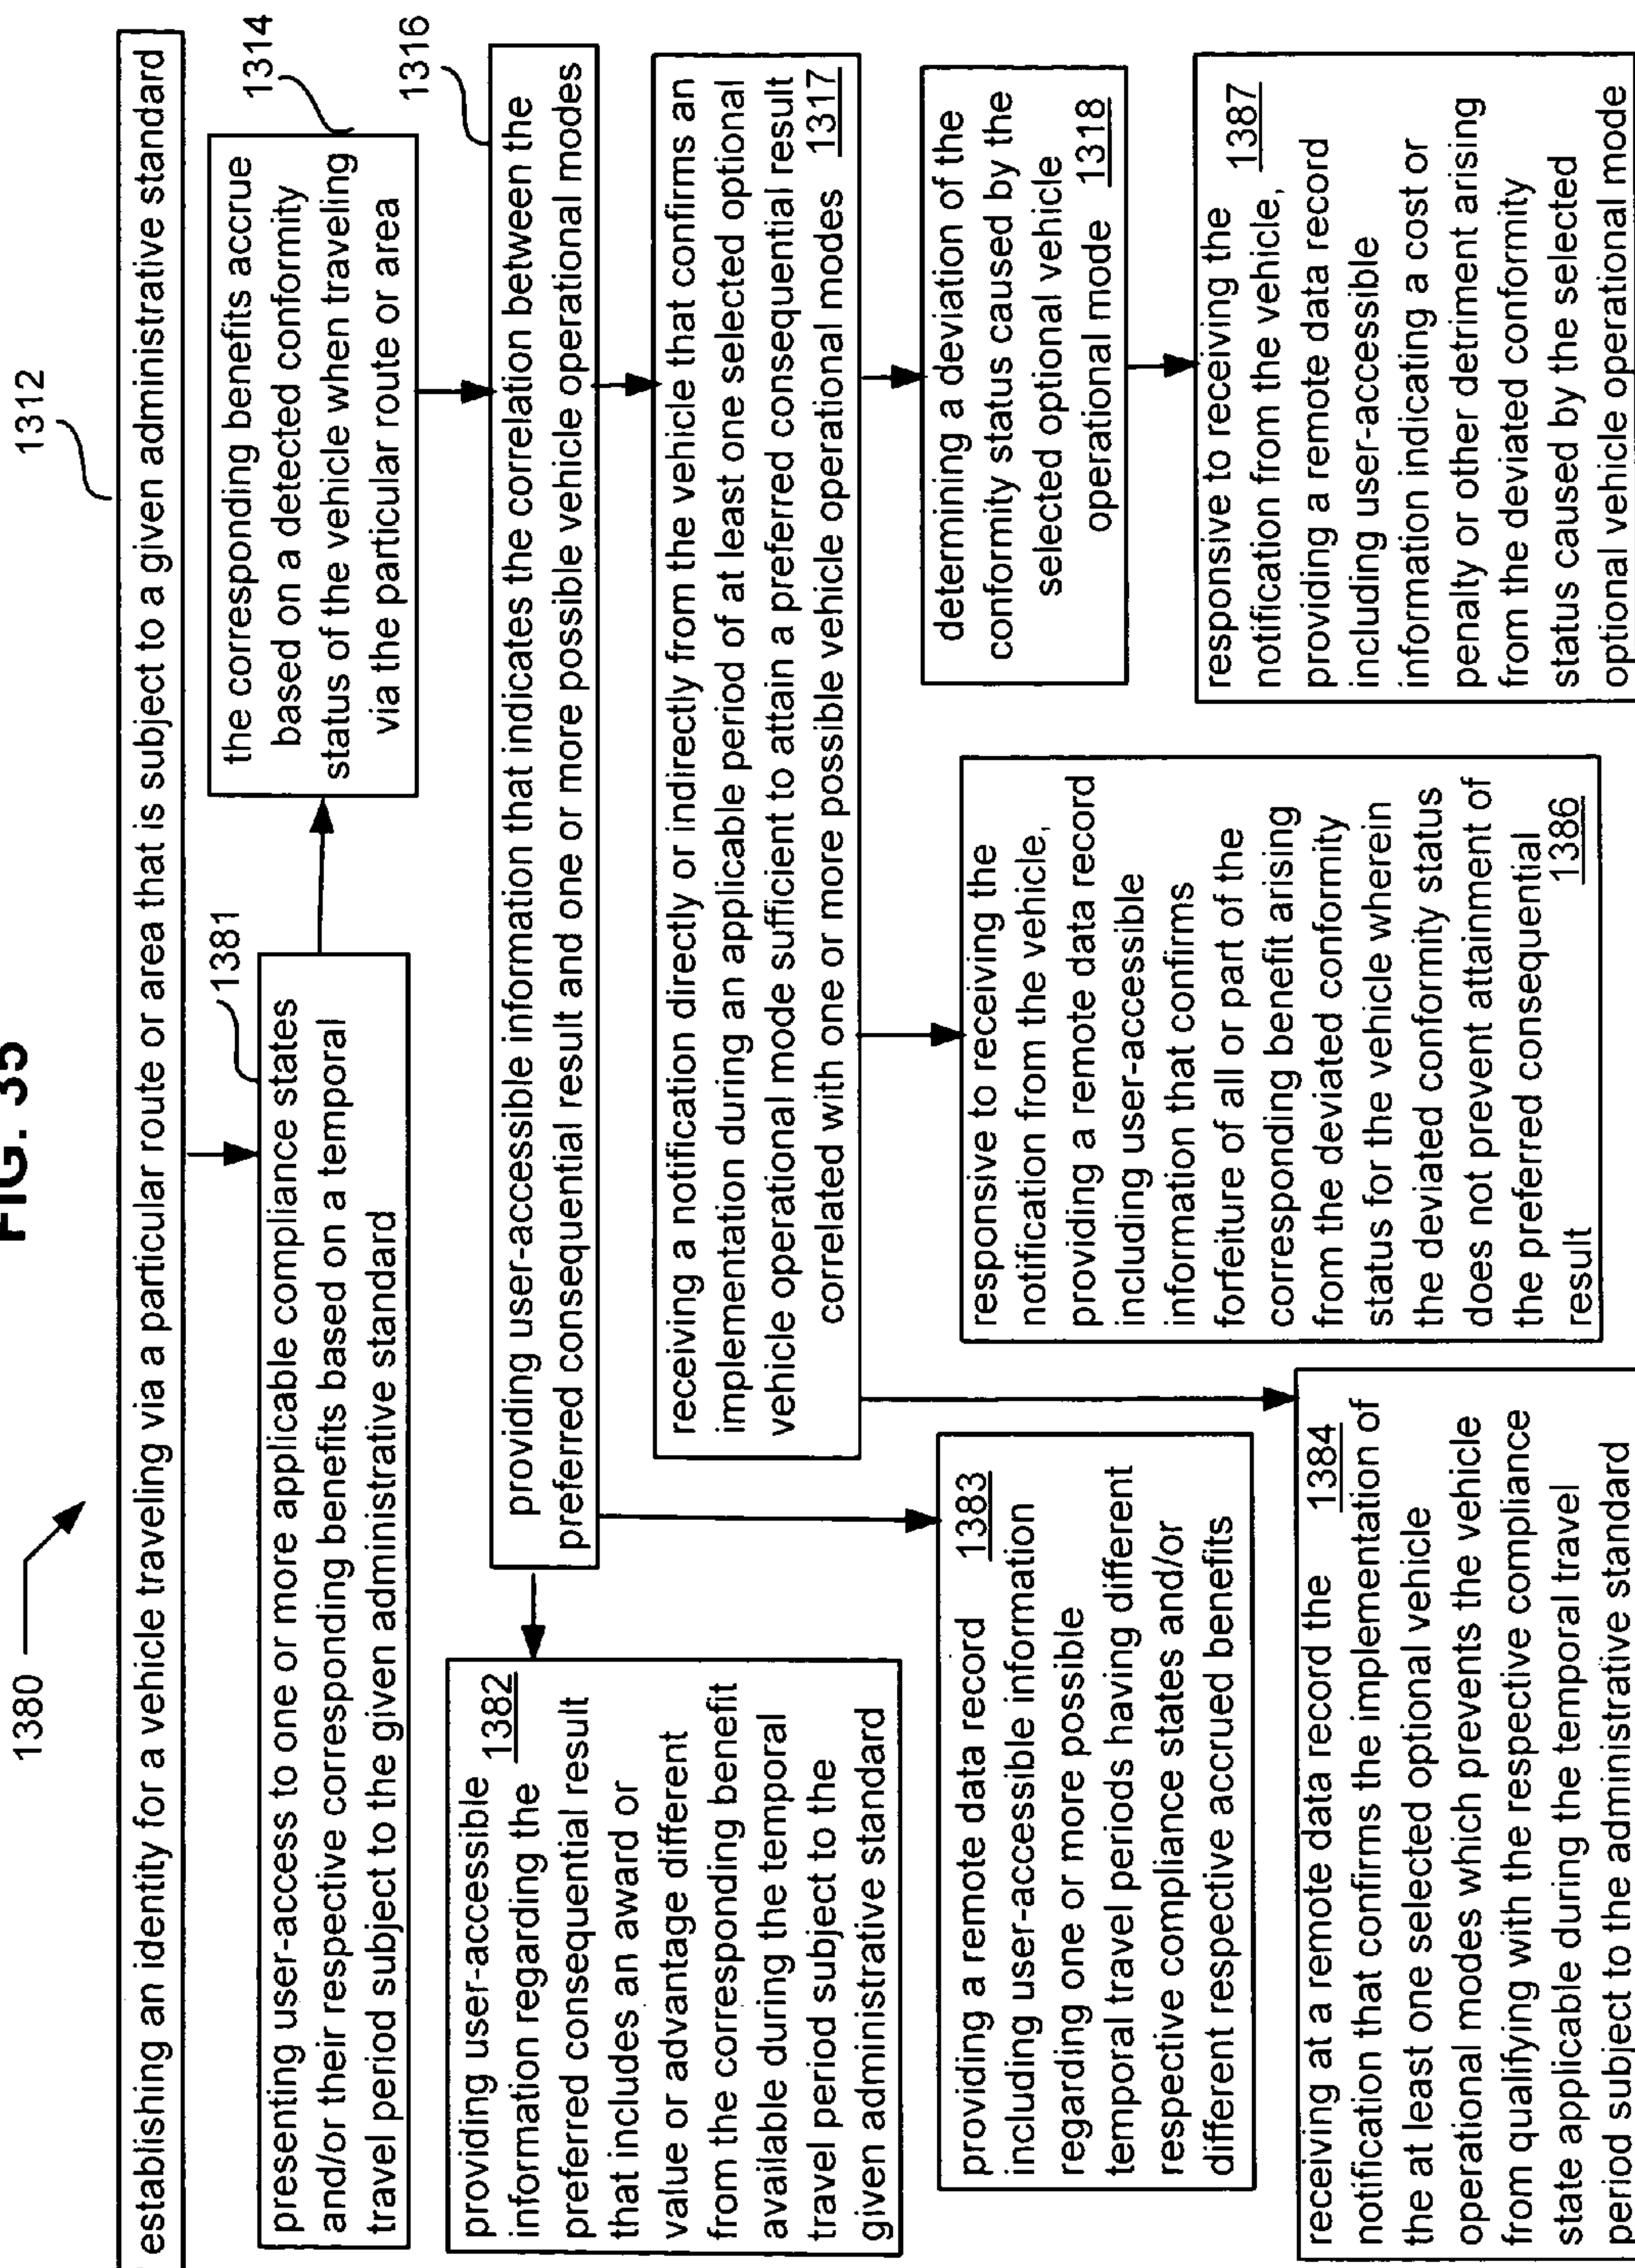 FIG. 35
1380
1312
establishing an identity for a vehicle traveling via a particular route or area that is subject to a given administrative standard
1381
presenting user-access to one or more applicable compliance states
and/or their respective corresponding benefits based on a temporal
travel period subject to the given administrative standard
1314
the corresponding benefits accrue
based on a detected conformity
status of the vehicle when traveling
via the particular route or area
1316
providing user-accessible information that indicates the correlation between the
preferred consequential result and one or more possible vehicle operational modes
providing user-accessible 1382
information regarding the
preferred consequential result
that includes an award or
value or advantage different
from the corresponding benefit
available during the temporal
travel period subject to the
given administrative standard
receiving a notification directly or indirectly from the vehicle that confirms an
implementation during an applicable period of at least one selected optional
vehicle operational mode sufficient to attain a preferred consequential result
correlated with one or more possible vehicle operational modes 1317
providing a remote data record 1383
including user-accessible information
regarding one or more possible
temporal travel periods having different
respective compliance states and/or
different respective accrued benefits
determining a deviation of the
conformity status caused by the
selected optional vehicle
operational mode 1318
receiving at a remote data record the 1384
notification that confirms the implementation of
the at least one selected optional vehicle
operational modes which prevents the vehicle
from qualifying with the respective compliance
state applicable during the temporal travel
period subject to the administrative standard
responsive to receiving the
notification from the vehicle,
providing a remote data record
including user-accessible
information that confirms
forfeiture of all or part of the
corresponding benefit arising
from the deviated conformity
status for the vehicle wherein
the deviated conformity status
does not prevent attainment of
the preferred consequential
result 1386
responsive to receiving the
notification from the vehicle, 1387
providing a remote data record
including user-accessible
information indicating a cost or
penalty or other detriment arising
from the deviated conformity
status caused by the selected
optional vehicle operational mode